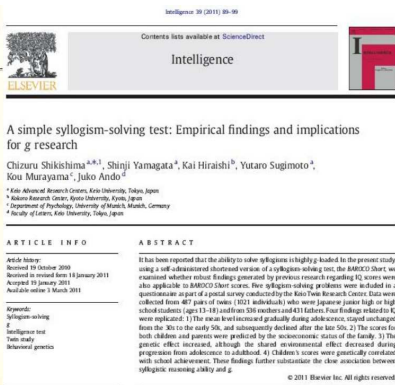 Intelligence 39 (2011) 89–99
Contents lists available at ScienceDirect
Intelligence
ELSEVIER
A simple syllogism-solving test: Empirical findings and implications
for g research
Chizuru Shikishima a,*,1, Shinji Yamagata a, Kai Hiraishi b, Yutaro Sugimoto a,
Kou Murayama c, Juko Ando d
a Keio Advanced Research Centers, Keio University, Tokyo, Japan
b Kokoro Research Center, Kyoto University, Kyoto, Japan
c Department of Psychology, University of Munich, Munich, Germany
d Faculty of Letters, Keio University, Tokyo, Japan
ARTICLE INFO
Article history:
Received 19 October 2010
Received in revised form 18 January 2011
Accepted 19 January 2011
Available online 3 March 2011
Keywords:
Syllogism-solving
g
Intelligence test
Twin study
Behavioral genetics
ABSTRACT
It has been reported that the ability to solve syllogisms is highly g-loaded. In the present study,
using a self-administered shortened version of a syllogism-solving test, the BAROCO Short, we
examined whether robust findings generated by previous research regarding IQ scores were
also applicable to BAROCO Short scores. Five syllogism-solving problems were included in a
questionnaire as part of a postal survey conducted by the Keio Twin Research Center. Data were
collected from 487 pairs of twins (1021 individuals) who were Japanese junior high or high
school students (ages 13–18) and from 536 mothers and 431 fathers. Four findings related to IQ
were replicated: 1) The mean level increased gradually during adolescence, stayed unchanged
from the 30s to the early 50s, and subsequently declined after the late 50s. 2) The scores for
both children and parents were predicted by the socioeconomic status of the family. 3) The
genetic effect increased, although the shared environmental effect decreased during
progression from adolescence to adulthood. 4) Children's scores were genetically correlated
with school achievement. These findings further substantiate the close association between
syllogistic reasoning ability and g.
© 2011 Elsevier Inc. All rights reserved.